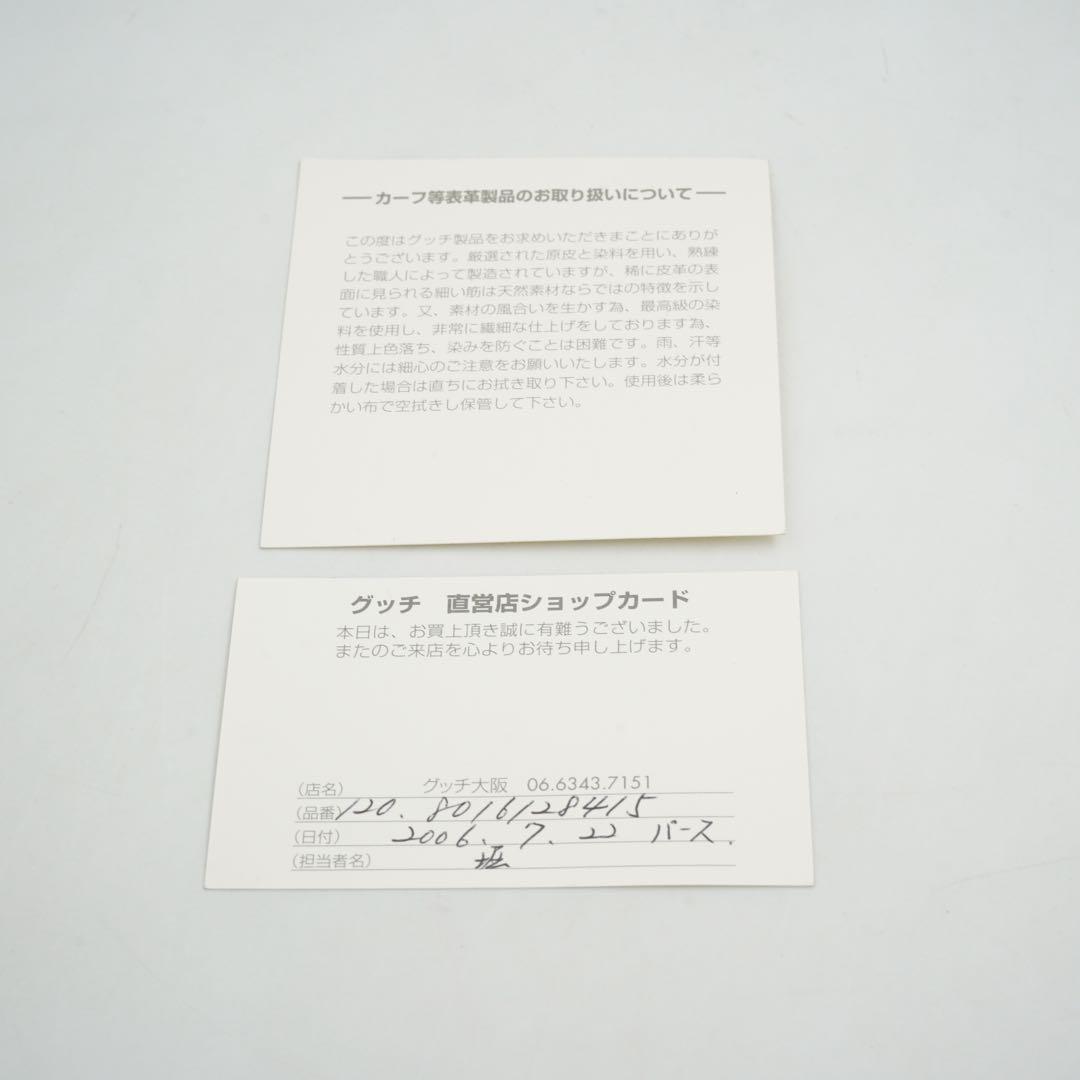 カーフ等表革製品のお取り扱いについて
この度はグッチ製品をお求めいただきまことにありが
とうございます。厳選された原皮と染料を用い、熟練
した職人によって製造されていますが、稀に皮革の表
面に見られる細い筋は天然素材ならではの特徴を示し
ています。又、素材の風合いを生かす為、最高級の染
料を使用し、非常に繊細な仕上げをしております為、
性質上色落ち、染みを防ぐことは困難です。雨、汗等
水分には細心のご注意をお願いいたします。水分が付
着した場合は直ちにお拭き取り下さい。使用後は柔ら
かい布で空拭きし保管して下さい。
グッチ 直営店ショップカード
本日は、お買上頂き誠に有難うございました。
またのご来店を心よりお待ち申し上げます。
(店名) グッチ大阪 06.6343.7151
(品番) 120.8016128415
(日付) 2006.7.22 パース.
(担当者名)